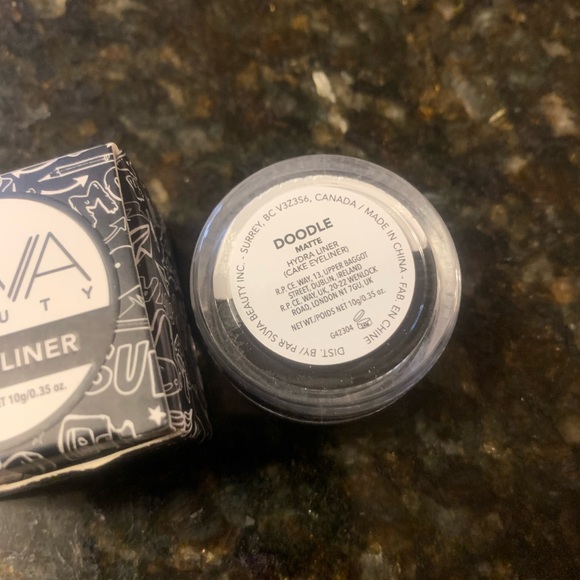 UTY
LINER
T 10g/0.35 oz.
SU
DOODLE
MATTE
HYDRA LINER
(CAKE EYELINER)
R.P. CE. WAY, 13, UPPER BAGGOT
STREET, DUBLIN, IRELAND
R.P. CE. WAY, UK, 20-22 WENLOCK
ROAD, LONDON N1 7GU, UK
NET WT./POIDS NET 10g/0.35 oz.
G42304
DIST. BY/ PAR SUVA BEAUTY INC. - SURREY, BC V3Z3S6, CANADA / MADE IN CHINA - FAB. EN CHINE